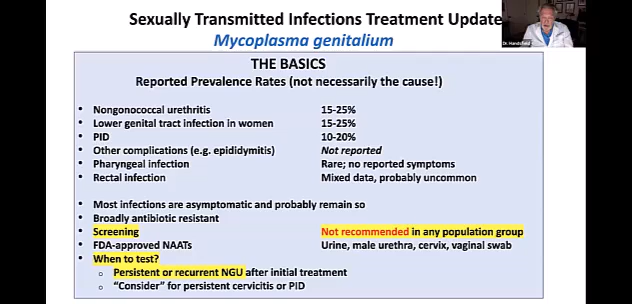 Sexually Transmitted Infections Treatment Update
Mycoplasma genitalium
Dr. Handsfield
THE BASICS
Reported Prevalence Rates (not necessarily the cause!)
• Nongonococcal urethritis 15-25%
• Lower genital tract infection in women 15-25%
• PID 10-20%
• Other complications (e.g. epididymitis) Not reported
• Pharyngeal infection Rare; no reported symptoms
• Rectal infection Mixed data, probably uncommon
• Most infections are asymptomatic and probably remain so
• Broadly antibiotic resistant
• Screening Not recommended in any population group
• FDA-approved NAATs Urine, male urethra, cervix, vaginal swab
• When to test?
o Persistent or recurrent NGU after initial treatment
o "Consider" for persistent cervicitis or PID